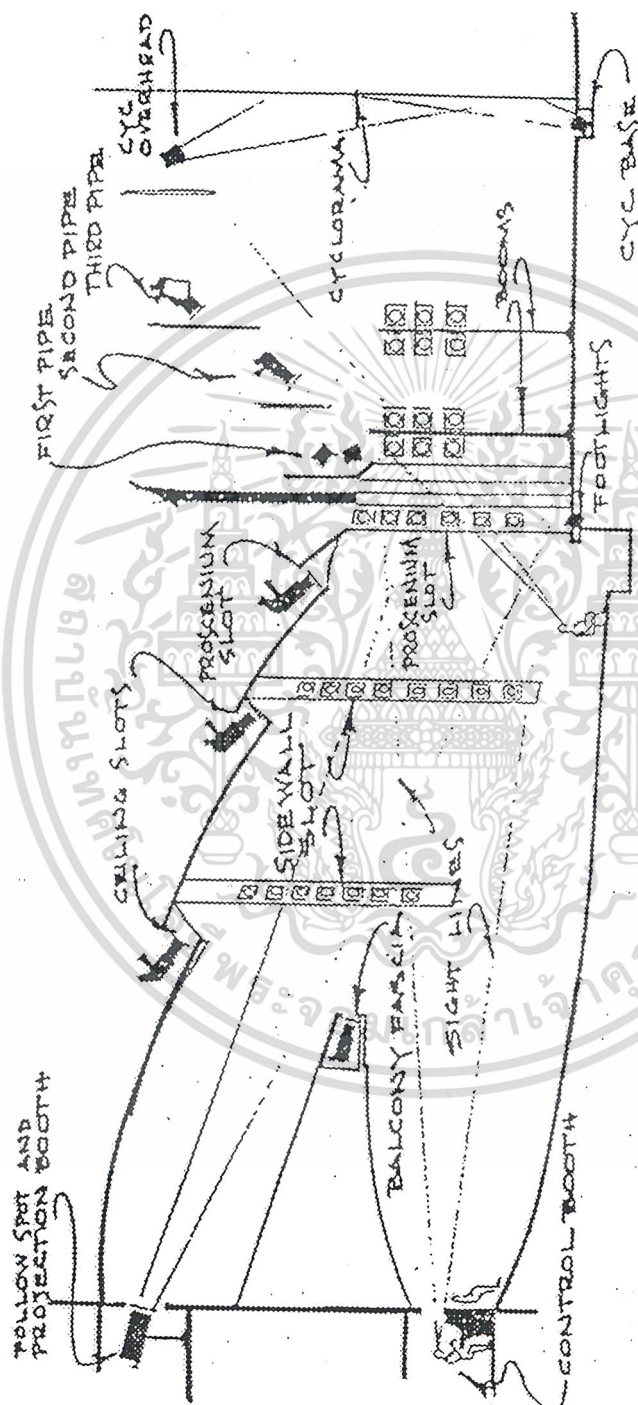 FOLLOW SPOT AND
PROJECTION BOOTH
CEILING SLOTS
PROSCENIUM
SLOT
FIRST PIPE
SECOND PIPE
THIRD PIPE
CYC
OVERHEAD
SIDE WALL
SLOT
PROSCENIUM
SLOT
CYCLORAMA
BOOMS
BALCONY FASCIA
SIGHT LINES
FOOTLIGHTS
CONTROL BOOTH
CYC BASE